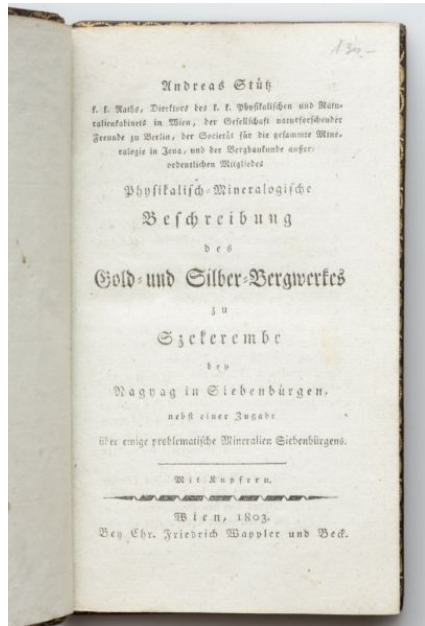 132,-
Andreas Stütz
k. k. Raths, Direktors des k. k. Physikalischen und Natu-
ralienkabinets in Wien, der Gesellschaft naturforschender
Freunde zu Berlin, der Societät für die gesammte Mine-
ralogie in Jena, und der Bergbaukunde außer-
ordentlichen Mitgliedes
Physikalisch-Mineralogische
Beschreibung
des
Gold- und Silber-Bergwerkes
zu
Szekerembe
bey
Nagyag in Siebenbürgen,
nebst einer Zugabe
über einige problematische Mineralien Siebenbürgens.
Mit Kupfern.
Wien, 1803.
Bey Chr. Friedrich Wappler und Beck.